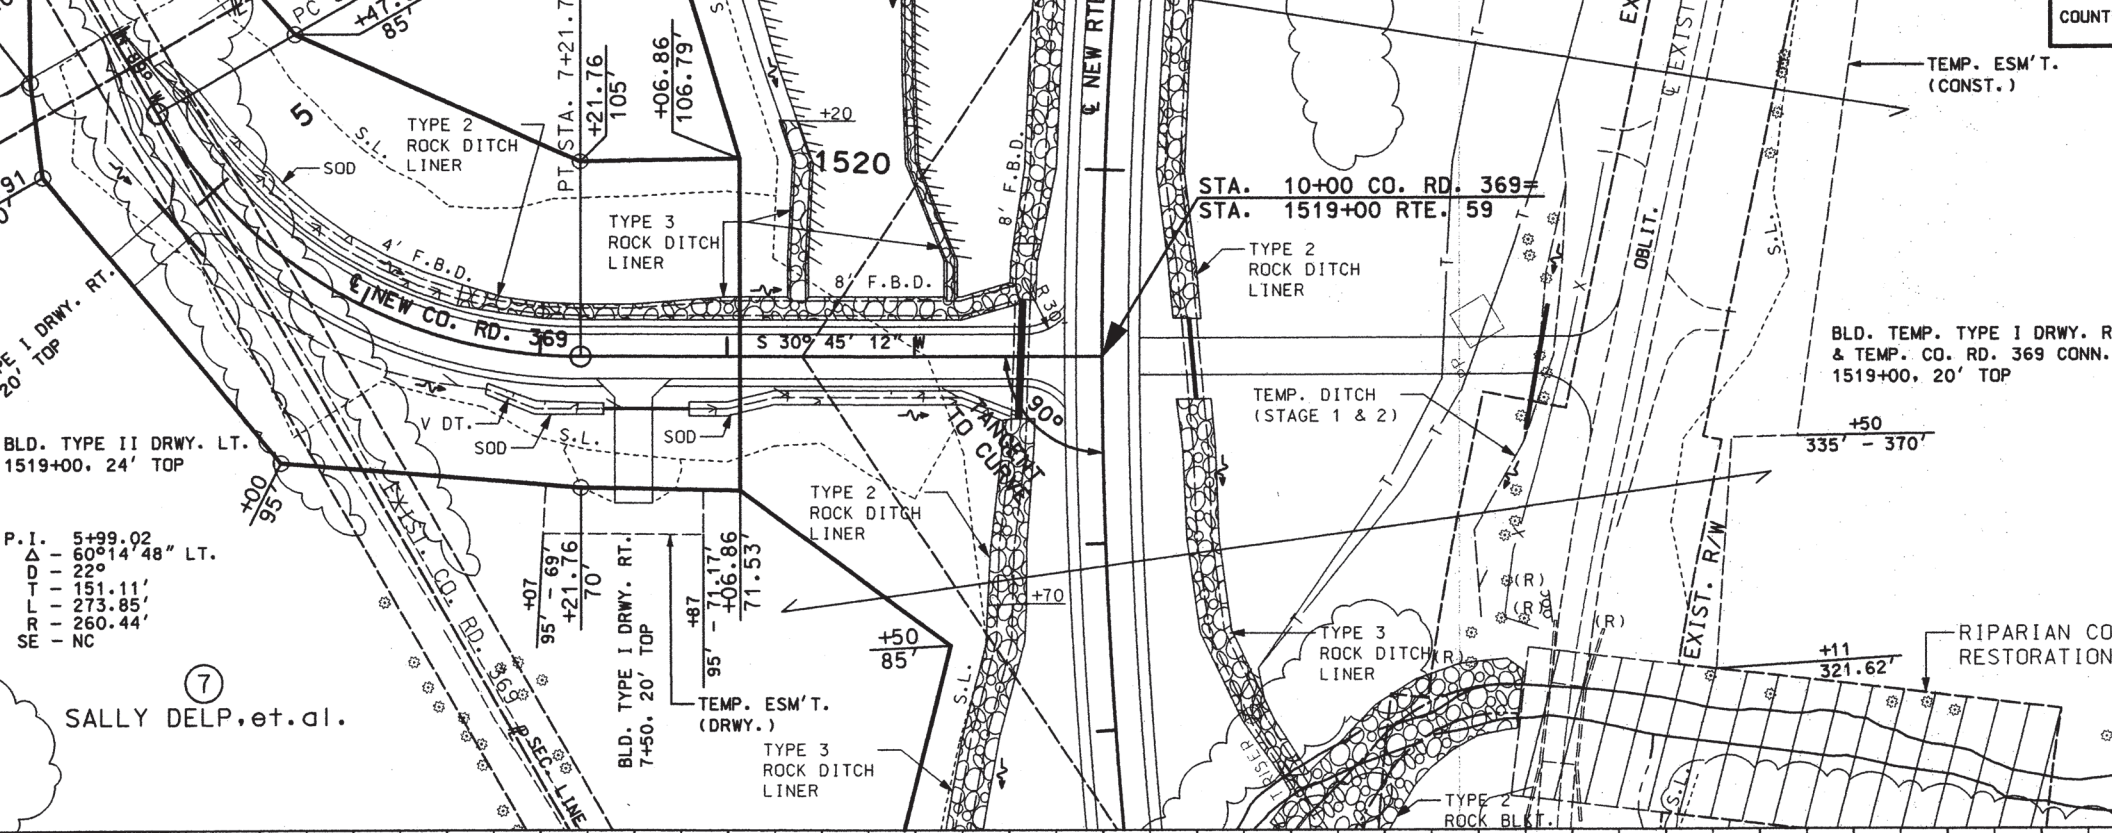 PC
+47.
85'
PT STA. 7+21.7
+21.76
105'
+06.86
106.79'
℄ NEW RTE
COUNT
TEMP. ESM'T.
(CONST.)
5
S.L.
TYPE 2
ROCK DITCH
LINER
SOD
+20
1520
8' F.B.D.
STA. 10+00 CO. RD. 369=
STA. 1519+00 RTE. 59
TYPE 3
ROCK DITCH
LINER
4' F.B.D.
8' F.B.D.
R 30'
TYPE 2
ROCK DITCH
LINER
OBLIT.
S.L.
℄ EXIST
91
℄ NEW CO. RD. 369
S 30° 45' 12" W
I DRWY. RT.
20' TOP
BLD. TEMP. TYPE I DRWY. R
& TEMP. CO. RD. 369 CONN.
1519+00, 20' TOP
TEMP. DITCH
(STAGE 1 & 2)
90°
TANGENT
TO CURVE
V DT.
SOD
S.L.
SOD
BLD. TYPE II DRWY. LT.
1519+00, 24' TOP
+50
335' - 370'
+00
95'
EXIST. CO. RD. 369
TYPE 2
ROCK DITCH
LINER
P.I. 5+99.02
Δ - 60°14'48" LT.
D - 22°
T - 151.11'
L - 273.85'
R - 260.44'
SE - NC
+07
95' - 69'
+21.76
70'
BLD. TYPE I DRWY. RT.
7+50, 20' TOP
+87
95' - 71.17'
+06.86
71.53'
EXIST. R/W
(R)
(R)
(R)
+70
+50
85'
TYPE 3
ROCK DITCH
LINER
(R)
+11
321.62'
RIPARIAN CO
RESTORATION
7
SALLY DELP,et.al.
TEMP. ESM'T.
(DRWY.)
S.L.
TYPE 3
ROCK DITCH
LINER
SEC. LINE
RISER
TYPE 2
ROCK BLKT.
S.L.